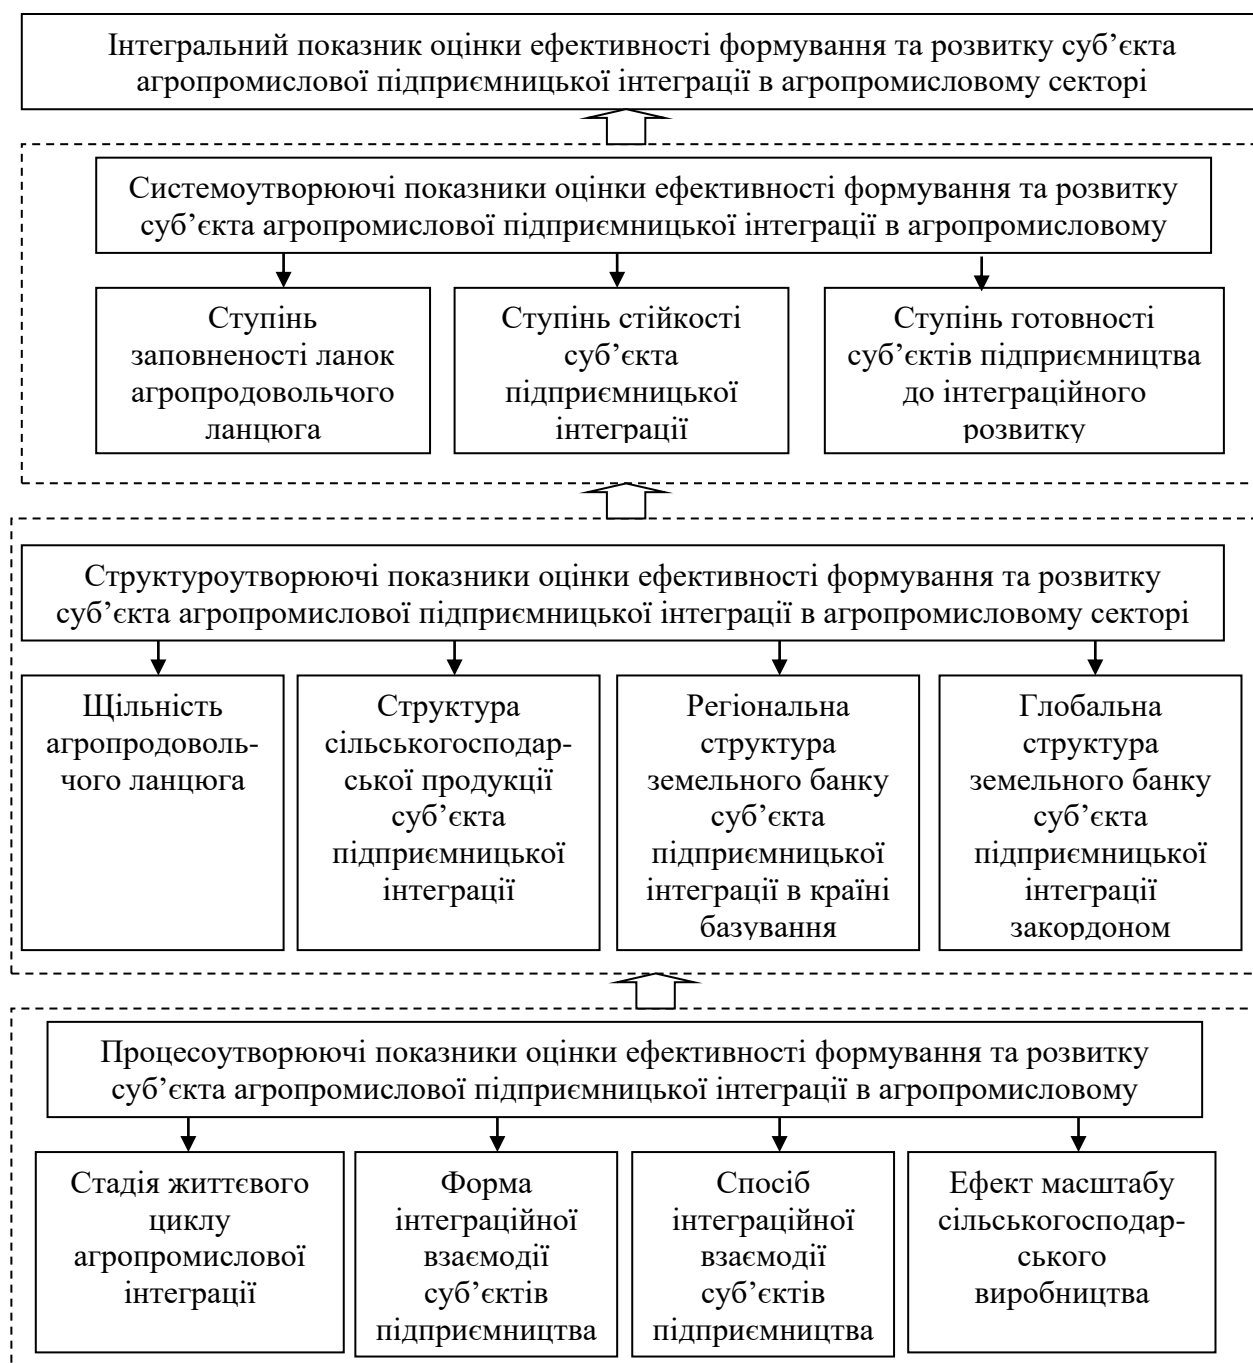 Інтегральний показник оцінки ефективності формування та розвитку суб’єкта
агропромислової підприємницької інтеграції в агропромисловому секторі
Системоутворюючі показники оцінки ефективності формування та розвитку
суб’єкта агропромислової підприємницької інтеграції в агропромисловому
Ступінь
заповненості ланок
агропродовольчого
ланцюга
Ступінь стійкості
суб’єкта
підприємницької
інтеграції
Ступінь готовності
суб’єктів підприємництва
до інтеграційного
розвитку
Структуроутворюючі показники оцінки ефективності формування та розвитку
суб’єкта агропромислової підприємницької інтеграції в агропромисловому секторі
Щільність
агропродоволь-
чого ланцюга
Структура
сільськогосподар-
ської продукції
суб’єкта
підприємницької
інтеграції
Регіональна
структура
земельного банку
суб’єкта
підприємницької
інтеграції в країні
базування
Глобальна
структура
земельного банку
суб’єкта
підприємницької
інтеграції
закордоном
Процесоутворюючі показники оцінки ефективності формування та розвитку
суб’єкта агропромислової підприємницької інтеграції в агропромисловому
Стадія життєвого
циклу
агропромислової
інтеграції
Форма
інтеграційної
взаємодії
суб’єктів
підприємництва
Спосіб
інтеграційної
взаємодії
суб’єктів
підприємництва
Ефект масштабу
сільськогосподар-
ського
виробництва